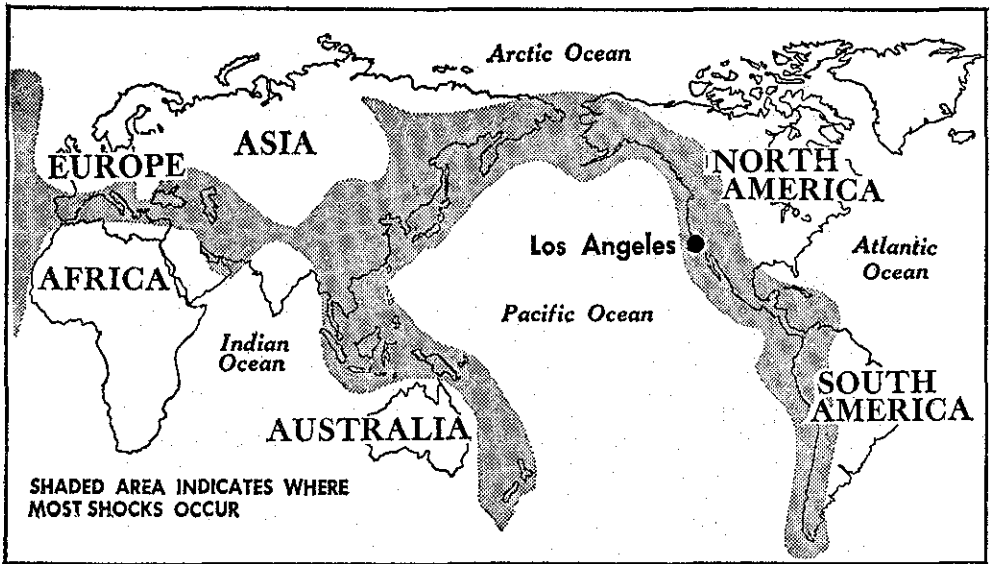 Arctic Ocean
EUROPE
ASIA
NORTH
AMERICA
Los Angeles
Atlantic
Ocean
AFRICA
Pacific Ocean
Indian
Ocean
SOUTH
AMERICA
AUSTRALIA
SHADED AREA INDICATES WHERE
MOST SHOCKS OCCUR